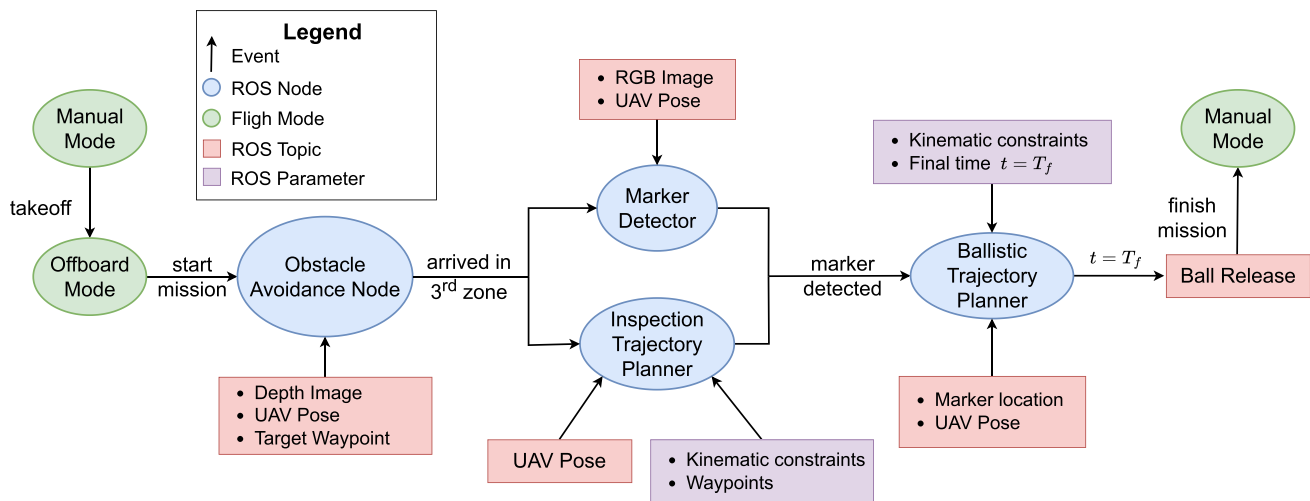 Legend
Event
ROS Node
Fligh Mode
ROS Topic
ROS Parameter
Manual
Mode
takeoff
Offboard
Mode
start
mission
Obstacle
Avoidance Node
• Depth Image
• UAV Pose
• Target Waypoint
arrived in
3rd zone
• RGB Image
• UAV Pose
Marker
Detector
Inspection
Trajectory
Planner
UAV Pose
• Kinematic constraints
• Waypoints
marker
detected
• Kinematic constraints
• Final time t = T_f
Ballistic
Trajectory
Planner
• Marker location
• UAV Pose
t = T_f
Ball Release
finish
mission
Manual
Mode